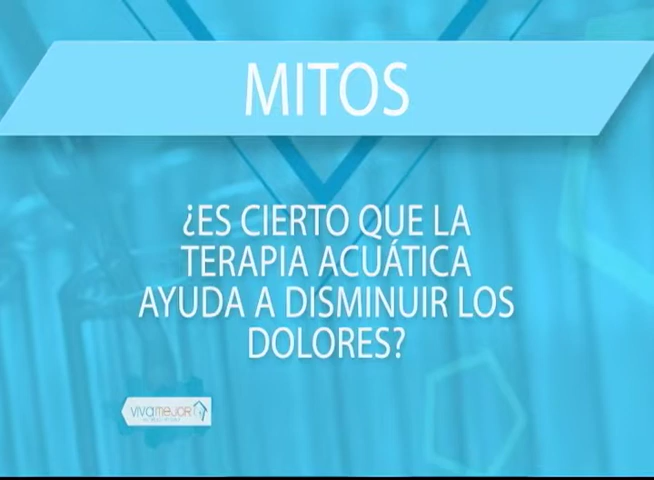 MITOS
¿ES CIERTO QUE LA
TERAPIA ACUÁTICA
AYUDA A DISMINUIR LOS
DOLORES?
vivamejor